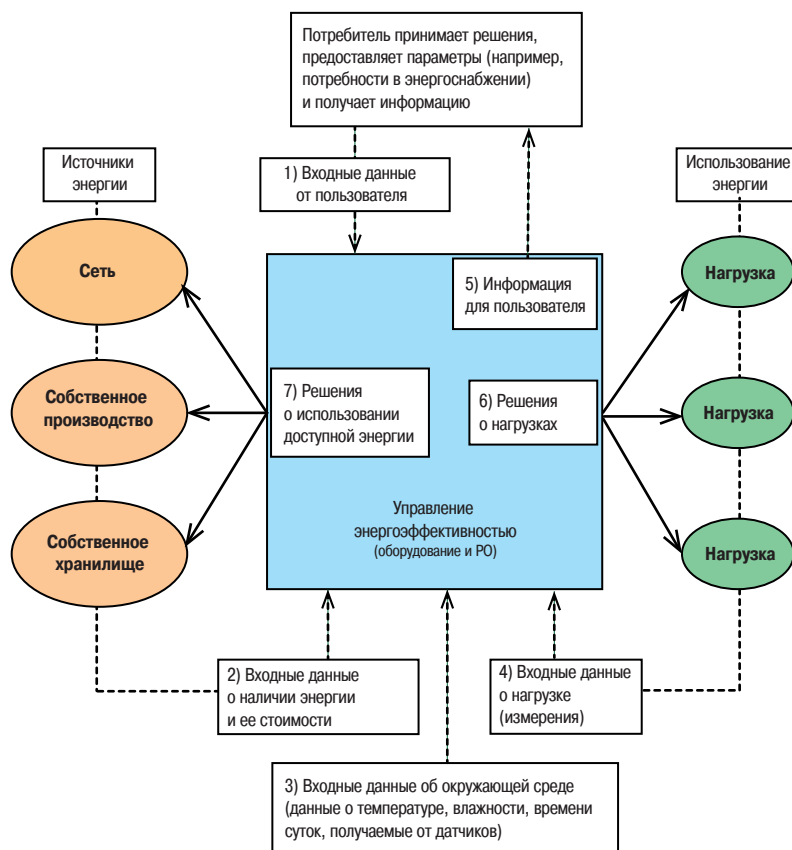 Потребитель принимает решения,
предоставляет параметры (например,
потребности в энергоснабжении)
и получает информацию
Источники
энергии
1) Входные данные
от пользователя
Использование
энергии
Сеть
5) Информация
для пользователя
Нагрузка
Собственное
производство
7) Решения
о использовании
доступной энергии
6) Решения
о нагрузках
Нагрузка
Управление
энергоэффективностью
(оборудование и РО)
Собственное
хранилище
Нагрузка
2) Входные данные
о наличии энергии
и ее стоимости
4) Входные данные
о нагрузке
(измерения)
3) Входные данные об окружающей среде
(данные о температуре, влажности, времени
суток, получаемые от датчиков)